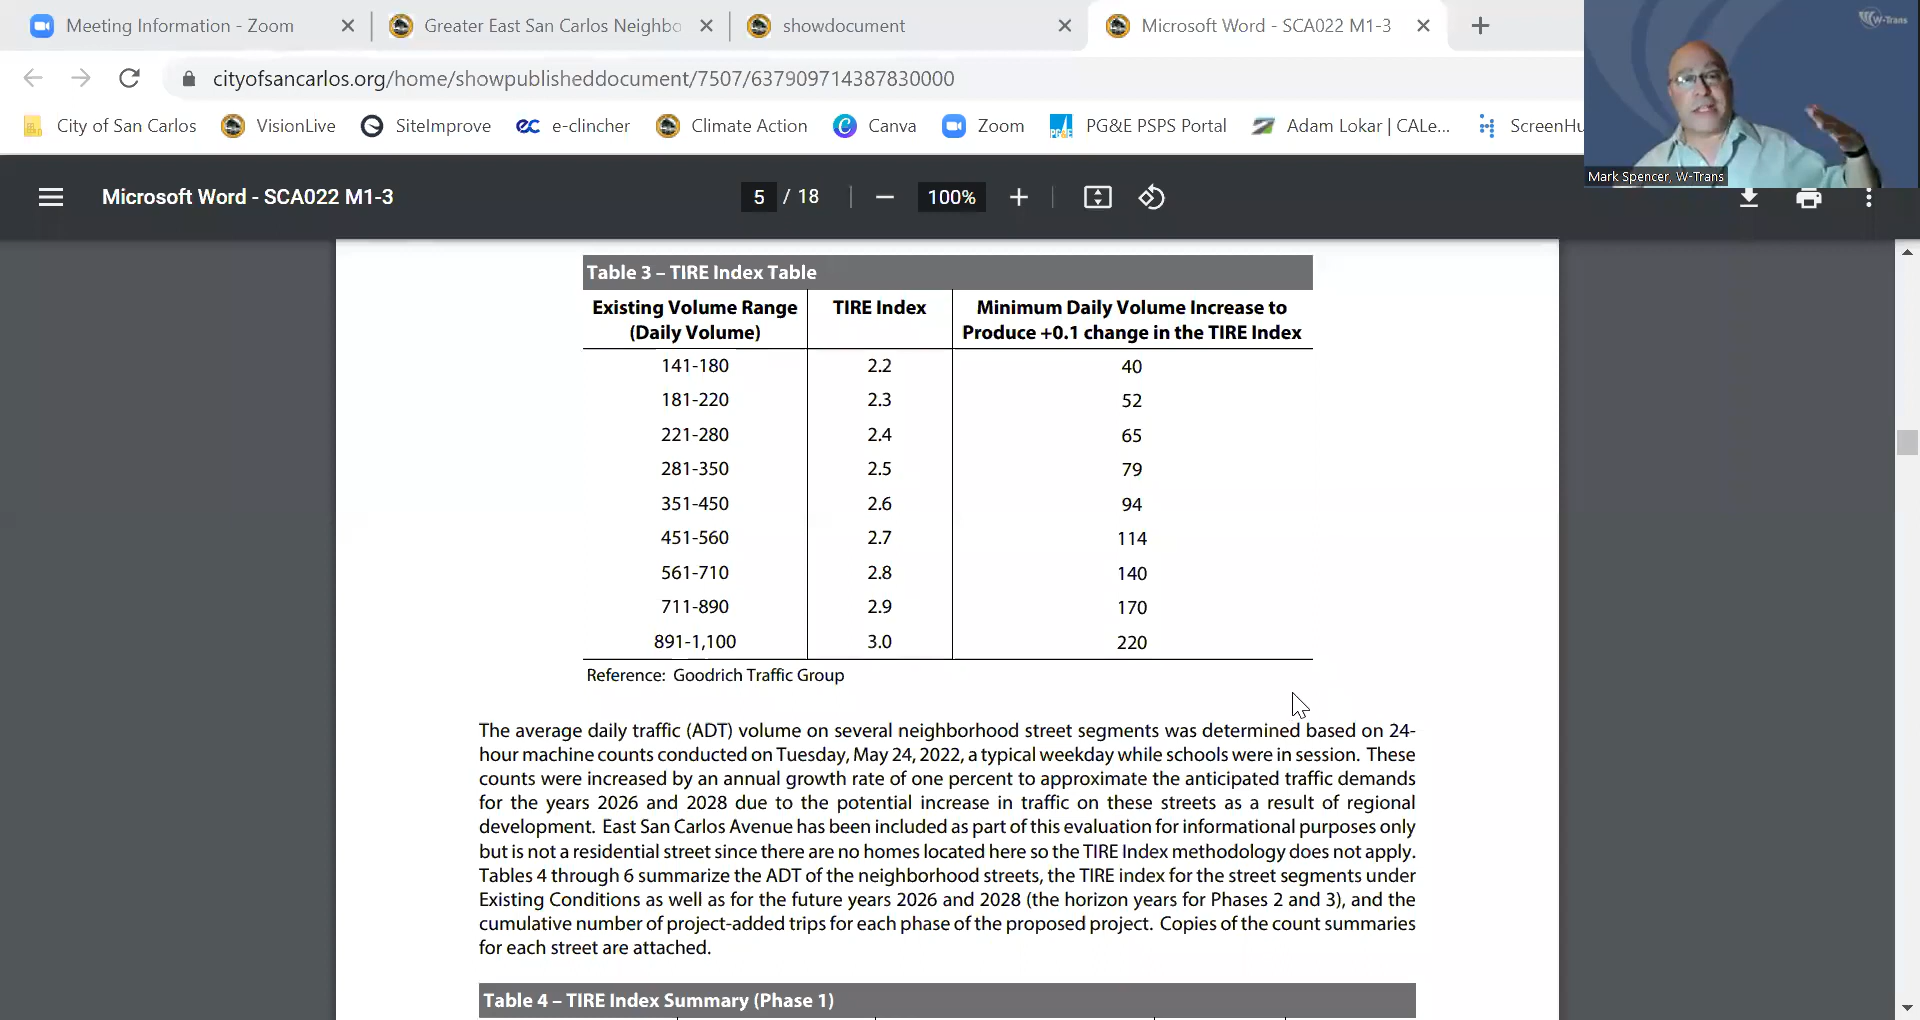 Meeting Information - Zoom
Greater East San Carlos Neighbo
showdocument
Microsoft Word - SCA022 M1-3
W-Trans
cityofsancarlos.org/home/showpublisheddocument/7507/637909714387830000
City of San Carlos
VisionLive
SiteImprove
ec e-clincher
Climate Action
Canva
Zoom
PG&E PG&E PSPS Portal
Adam Lokar | CALe...
ScreenHu
Mark Spencer, W-Trans
Microsoft Word - SCA022 M1-3
5 / 18
100%
Table 3 – TIRE Index Table
Existing Volume Range (Daily Volume) TIRE Index Minimum Daily Volume Increase to Produce +0.1 change in the TIRE Index
141-180 2.2 40
181-220 2.3 52
221-280 2.4 65
281-350 2.5 79
351-450 2.6 94
451-560 2.7 114
561-710 2.8 140
711-890 2.9 170
891-1,100 3.0 220
Reference: Goodrich Traffic Group
The average daily traffic (ADT) volume on several neighborhood street segments was determined based on 24-
hour machine counts conducted on Tuesday, May 24, 2022, a typical weekday while schools were in session. These
counts were increased by an annual growth rate of one percent to approximate the anticipated traffic demands
for the years 2026 and 2028 due to the potential increase in traffic on these streets as a result of regional
development. East San Carlos Avenue has been included as part of this evaluation for informational purposes only
but is not a residential street since there are no homes located here so the TIRE Index methodology does not apply.
Tables 4 through 6 summarize the ADT of the neighborhood streets, the TIRE index for the street segments under
Existing Conditions as well as for the future years 2026 and 2028 (the horizon years for Phases 2 and 3), and the
cumulative number of project-added trips for each phase of the proposed project. Copies of the count summaries
for each street are attached.
Table 4 – TIRE Index Summary (Phase 1)